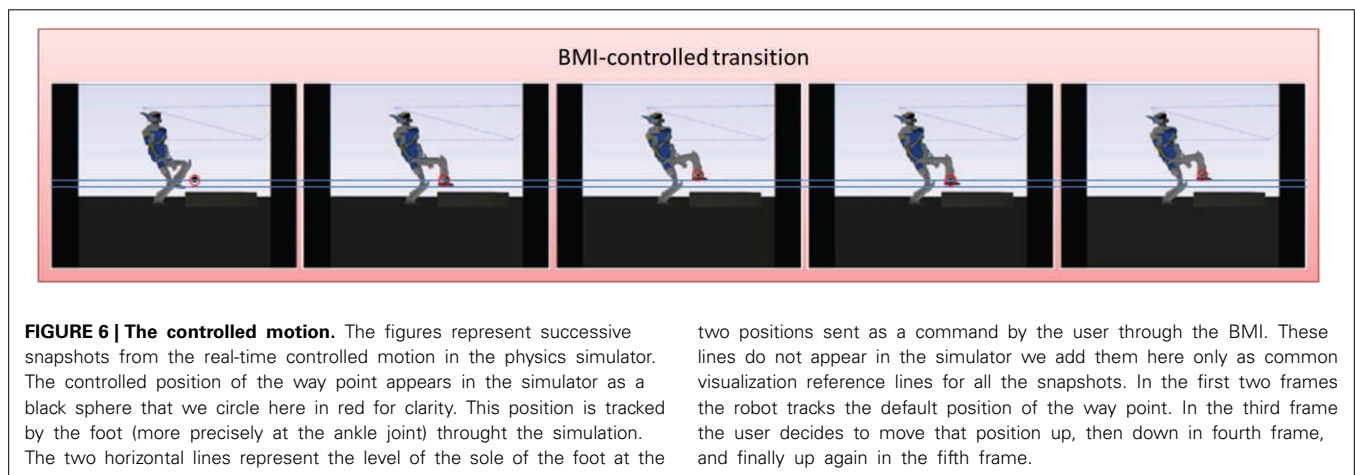 BMI-controlled transition
FIGURE 6 | The controlled motion. The figures represent successive
snapshots from the real-time controlled motion in the physics simulator.
The controlled position of the way point appears in the simulator as a
black sphere that we circle here in red for clarity. This position is tracked
by the foot (more precisely at the ankle joint) throught the simulation.
The two horizontal lines represent the level of the sole of the foot at the
two positions sent as a command by the user through the BMI. These
lines do not appear in the simulator we add them here only as common
visualization reference lines for all the snapshots. In the first two frames
the robot tracks the default position of the way point. In the third frame
the user decides to move that position up, then down in fourth frame,
and finally up again in the fifth frame.